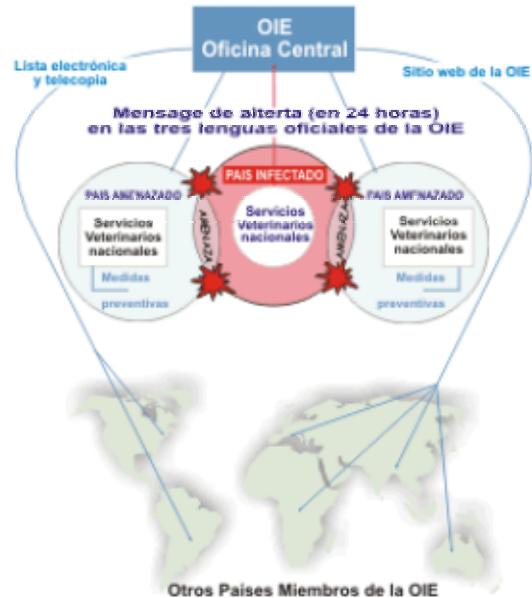 OIE
Oficina Central
Lista electrónica
y telecopia
Sitio web de la OIE
Mensage de alterta (en 24 horas)
en las tres lenguas oficiales de la OIE
PAIS INFECTADO
PAIS AMENAZADO
PAIS AMENAZADO
Servicios
Veterinarios
nacionales
AMENAZA
Servicios
Veterinarios
nacionales
AMENAZA
Servicios
Veterinarios
nacionales
Medidas
preventivas
Medidas
preventivas
Otros Paises Miembros de la OIE